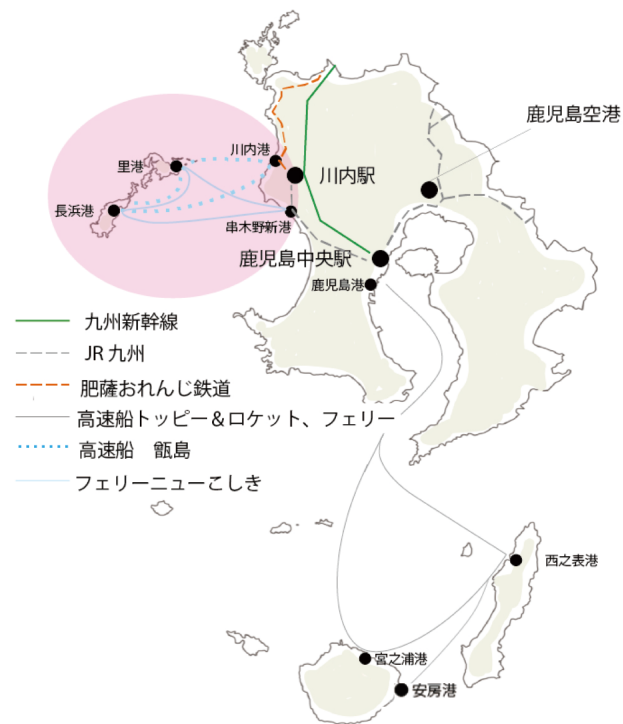 鹿児島空港
川内港
里港
川内駅
長浜港
串木野新港
鹿児島中央駅
鹿児島港
九州新幹線
JR九州
肥薩おれんじ鉄道
高速船トッピー&ロケット、フェリー
高速船　甑島
フェリーニューこしき
西之表港
宮之浦港
安房港